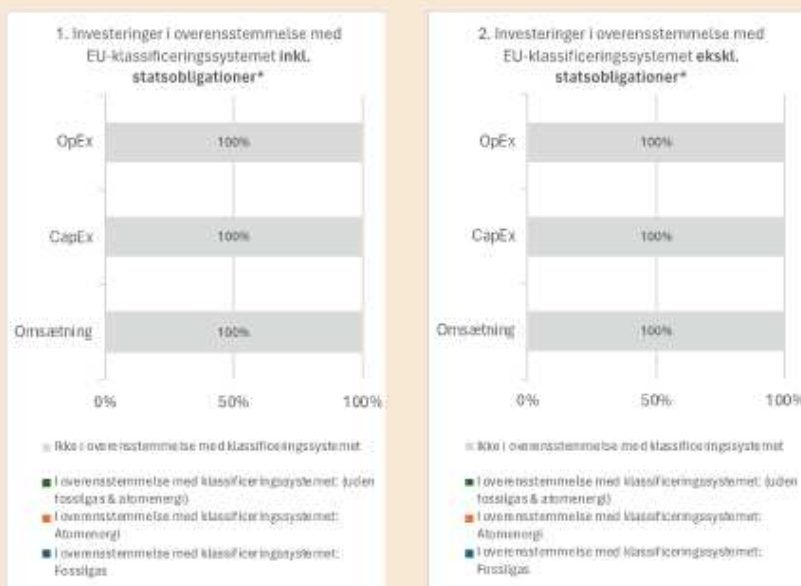 1. Investeringer i overensstemmelse med
EU-klassificeringssystemet inkl.
statsobligationer*
OpEx
100%
CapEx
100%
Omsætning
100%
0%
50%
100%
Ikke i overensstemmelse med klassificeringssystemet
I overensstemmelse med klassificeringssystemet: (uden
fossilgas & atomenergi)
I overensstemmelse med klassificeringssystemet:
Atomenergi
I overensstemmelse med klassificeringssystemet:
Fossilgas
2. Investeringer i overensstemmelse med
EU-klassificeringssystemet ekskl.
statsobligationer*
OpEx
100%
CapEx
100%
Omsætning
100%
0%
50%
100%
Ikke i overensstemmelse med klassificeringssystemet
I overensstemmelse med klassificeringssystemet: (uden
fossilgas & atomenergi)
I overensstemmelse med klassificeringssystemet:
Atomenergi
I overensstemmelse med klassificeringssystemet:
Fossilgas